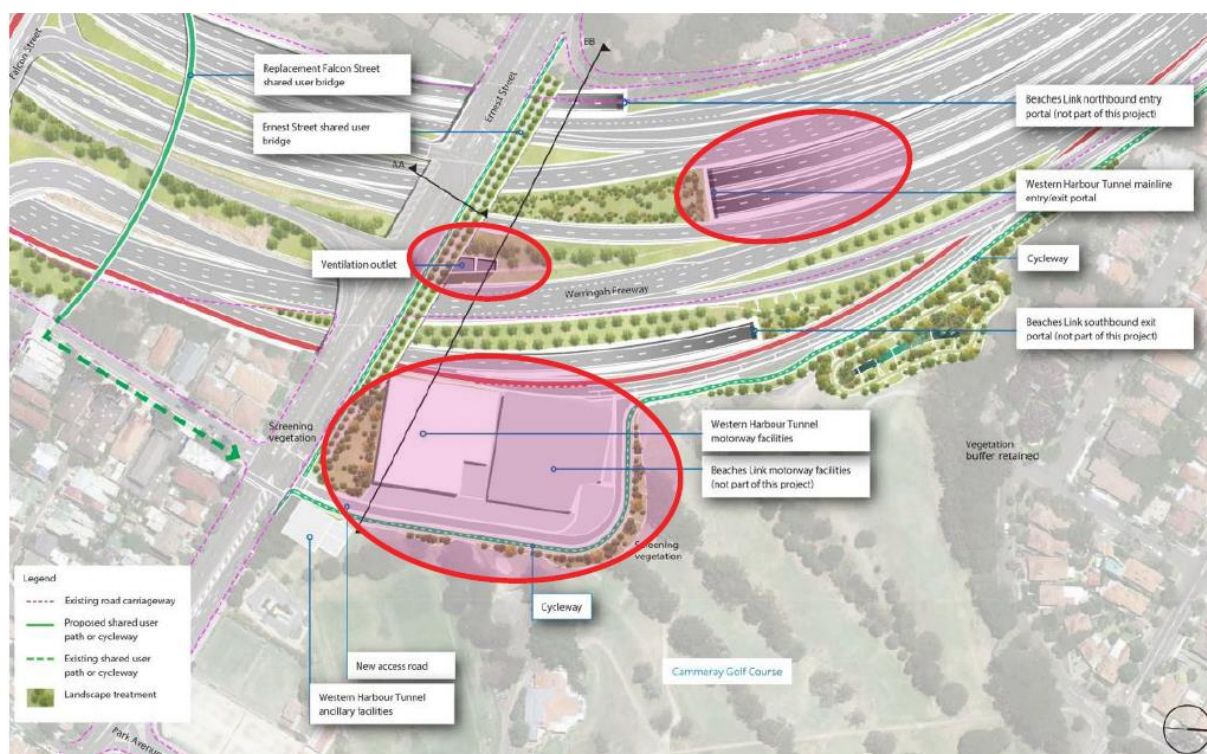 Falcon Street
Replacement Falcon Street
shared user bridge
Ernest Street shared user
bridge
Ernest Street
BB
AA
Ventilation outlet
Beaches Link northbound entry
portal (not part of this project)
Western Harbour Tunnel mainline
entry/exit portal
Cycleway
Warringah Freeway
Beaches Link southbound exit
portal (not part of this project)
Screening
vegetation
Western Harbour Tunnel
motorway facilities
Beaches Link motorway facilities
(not part of this project)
Vegetation
buffer retained
Screening
vegetation
Cycleway
New access road
Western Harbour Tunnel
ancillary facilities
Cammeray Golf Course
Legend
Existing road carriageway
Proposed shared user
path or cycleway
Existing shared user
path or cycleway
Landscape treatment
Park Avenue